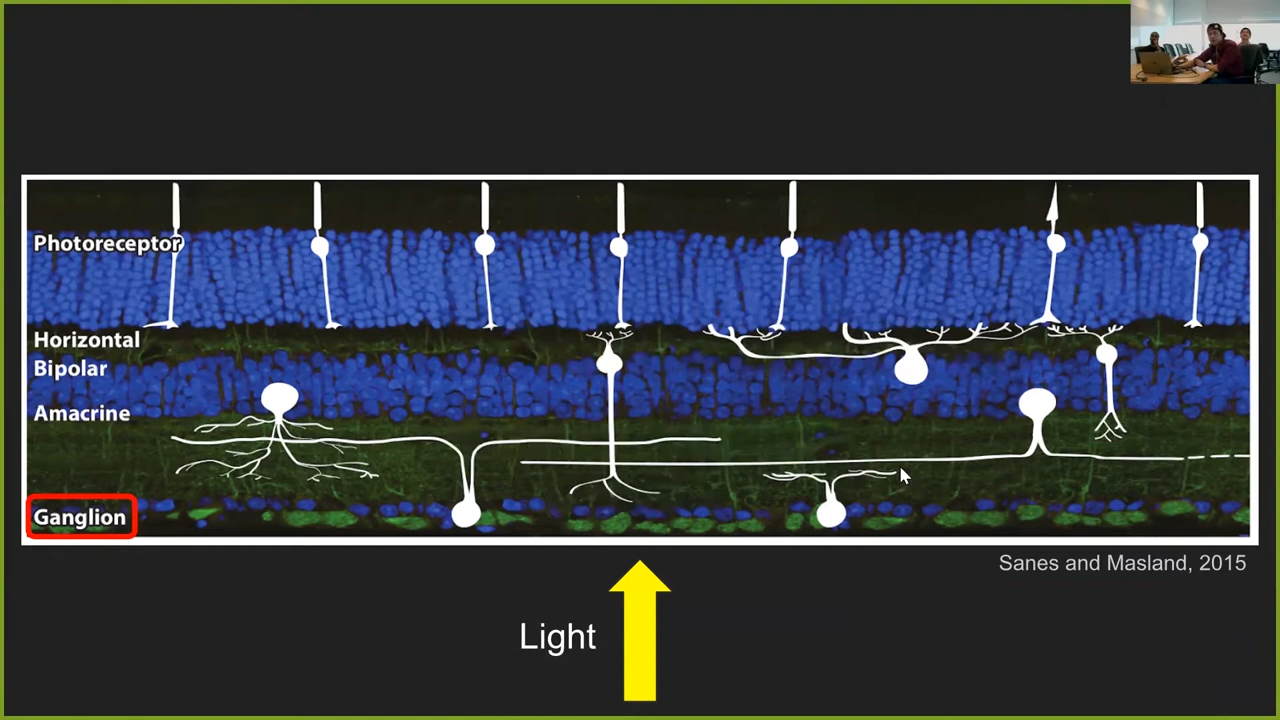 Photoreceptor
Horizontal
Bipolar
Amacrine
Ganglion
Sanes and Masland, 2015
Light